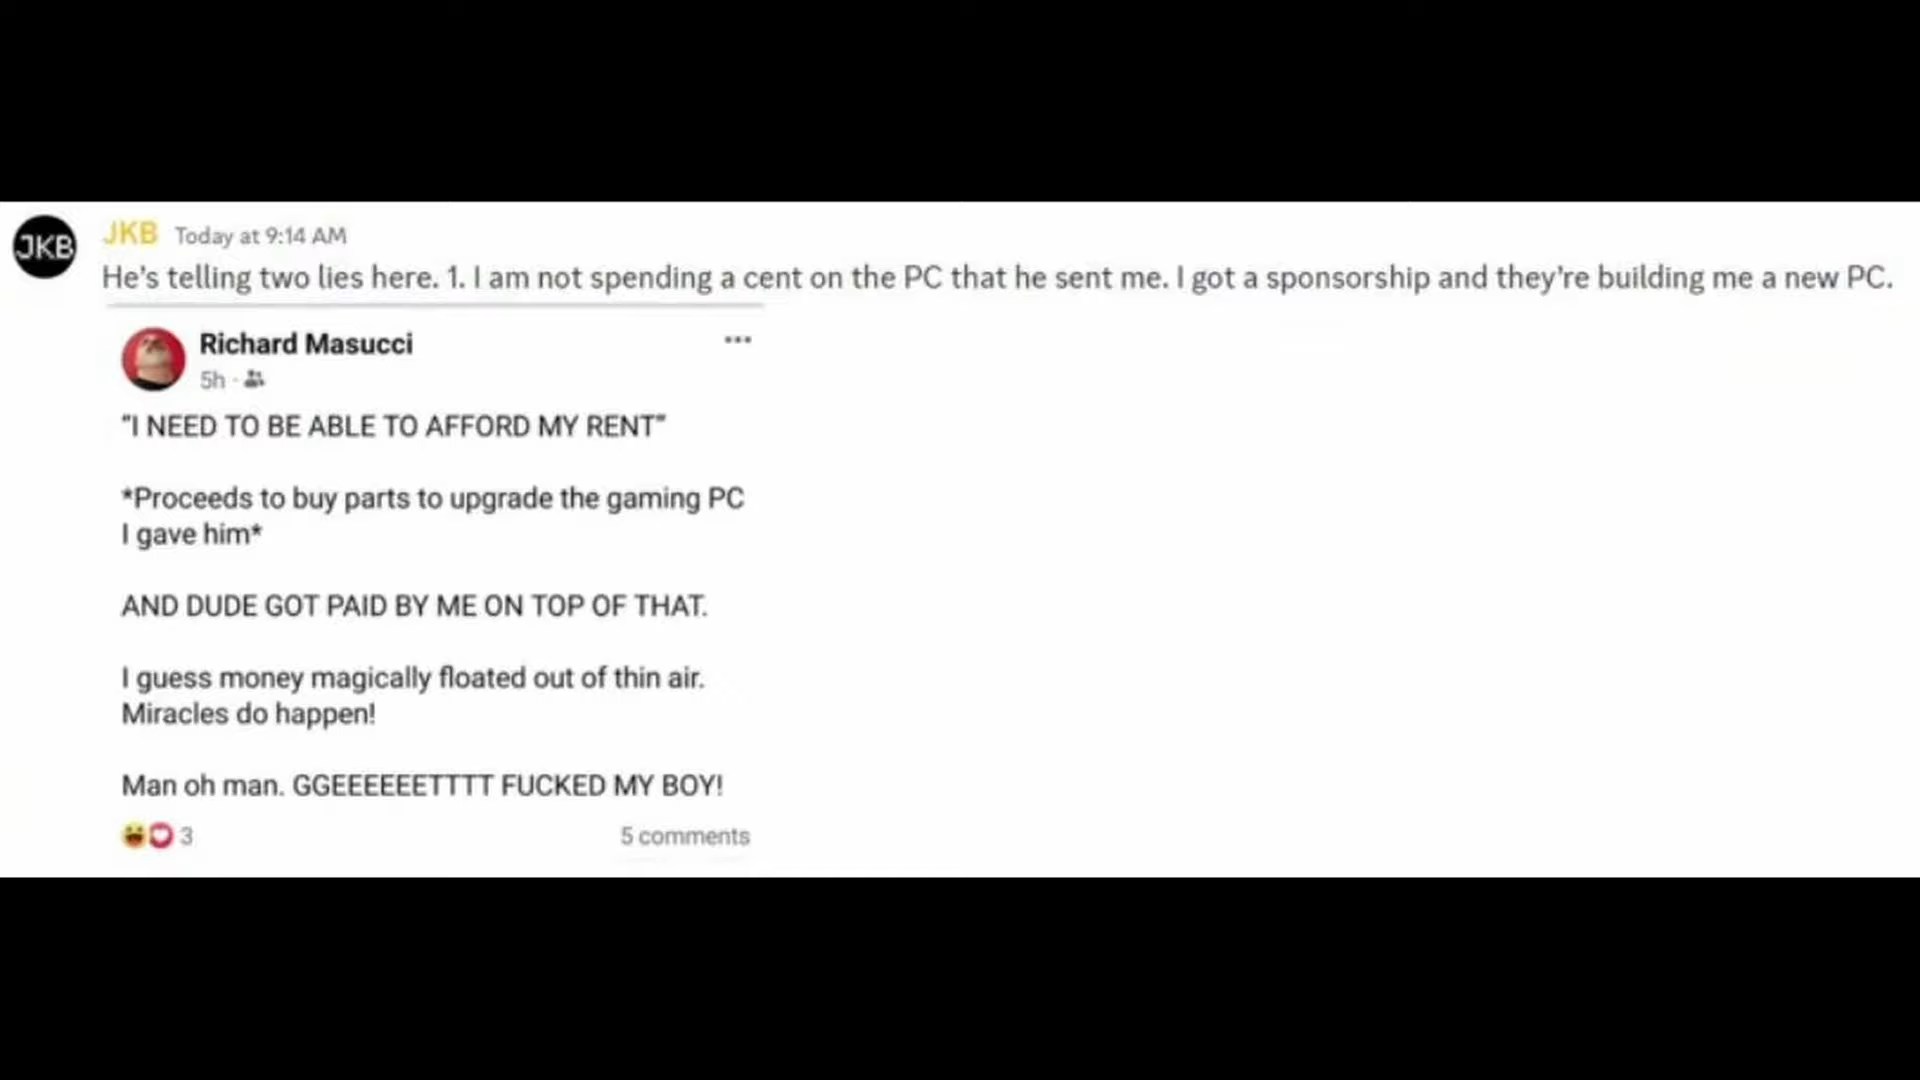 JKB
JKB Today at 9:14 AM
He's telling two lies here. 1. I am not spending a cent on the PC that he sent me. I got a sponsorship and they're building me a new PC.
Richard Masucci
5h ·
"I NEED TO BE ABLE TO AFFORD MY RENT"
*Proceeds to buy parts to upgrade the gaming PC
I gave him*
AND DUDE GOT PAID BY ME ON TOP OF THAT.
I guess money magically floated out of thin air.
Miracles do happen!
Man oh man. GGEEEEEETTTT FUCKED MY BOY!
3 5 comments